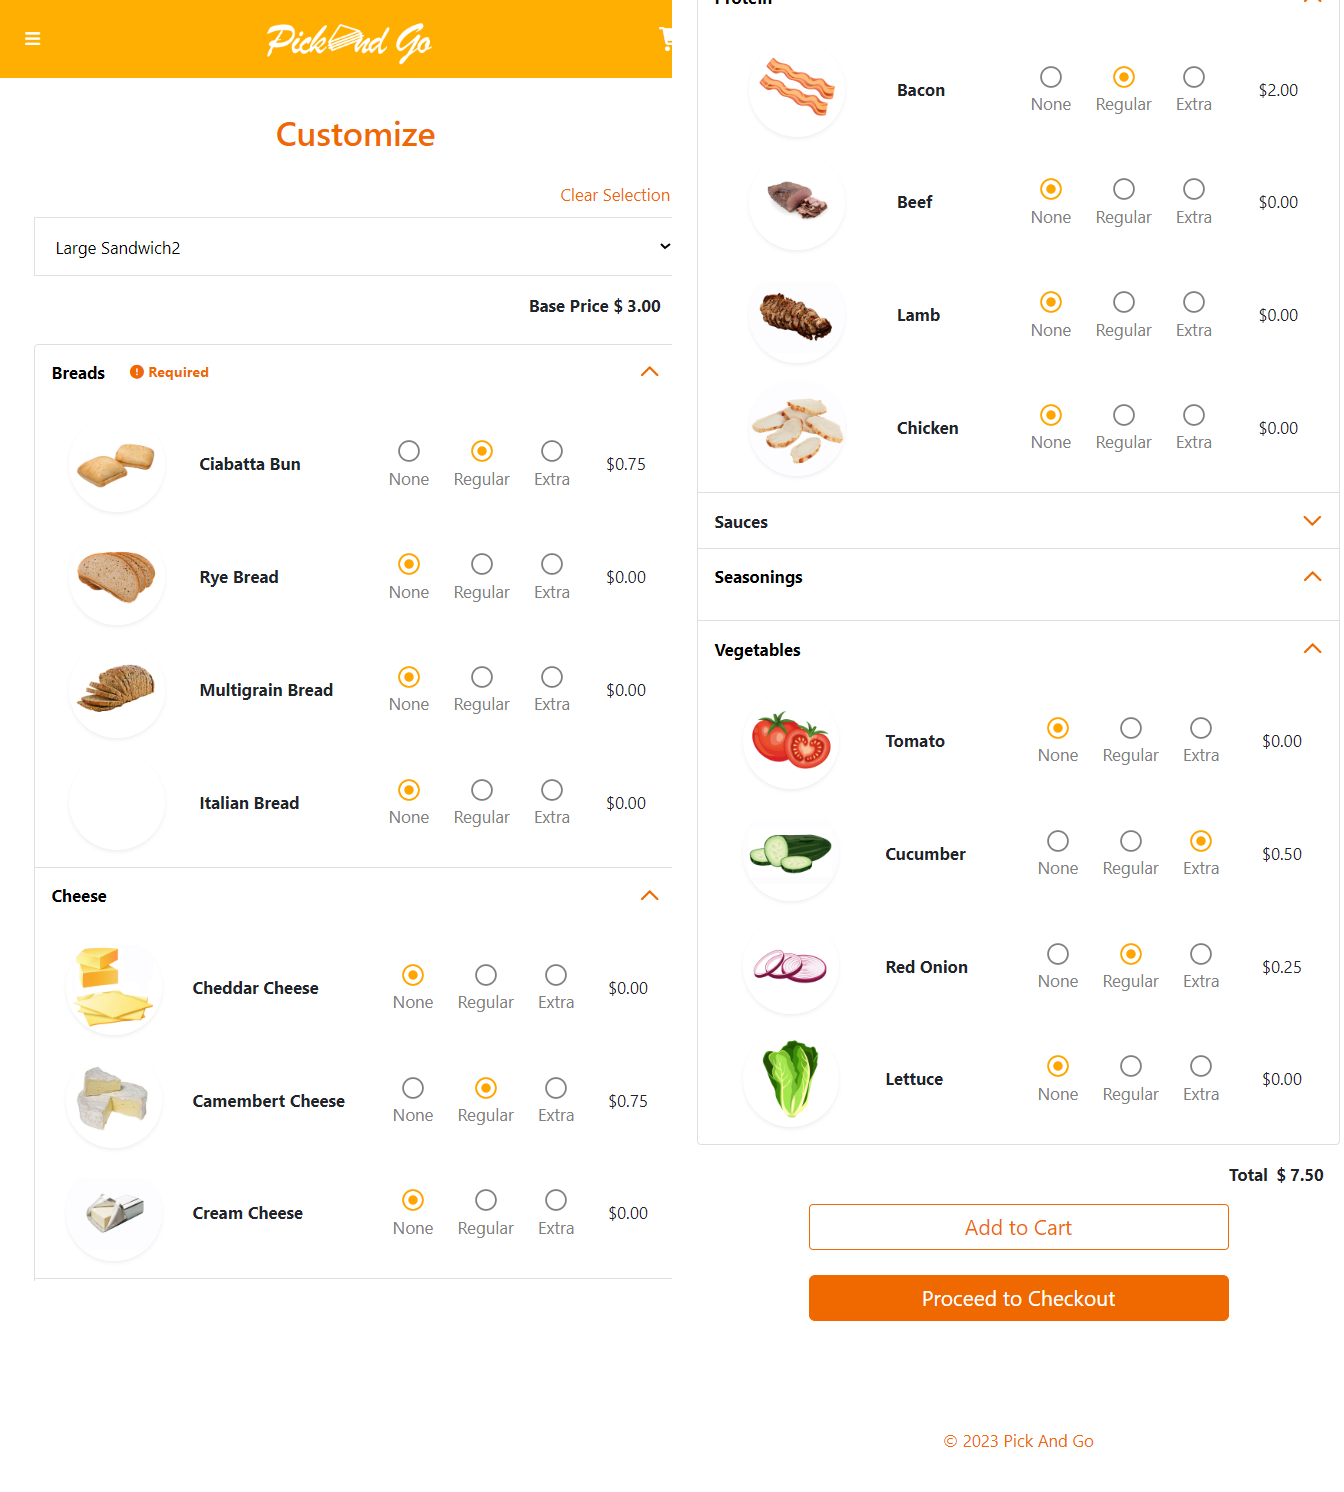 Pick And Go
Customize
Clear Selection
Large Sandwich2
Base Price $ 3.00
Breads Required
Ciabatta Bun None Regular Extra $0.75
Rye Bread None Regular Extra $0.00
Multigrain Bread None Regular Extra $0.00
Italian Bread None Regular Extra $0.00
Cheese
Cheddar Cheese None Regular Extra $0.00
Camembert Cheese None Regular Extra $0.75
Cream Cheese None Regular Extra $0.00
Protein
Bacon None Regular Extra $2.00
Beef None Regular Extra $0.00
Lamb None Regular Extra $0.00
Chicken None Regular Extra $0.00
Sauces
Seasonings
Vegetables
Tomato None Regular Extra $0.00
Cucumber None Regular Extra $0.50
Red Onion None Regular Extra $0.25
Lettuce None Regular Extra $0.00
Total $ 7.50
Add to Cart
Proceed to Checkout
© 2023 Pick And Go